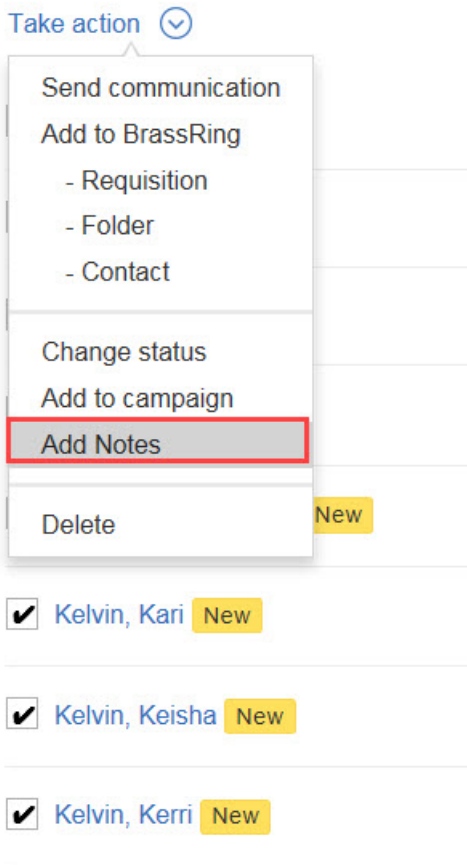 Take action
Send communication
Add to BrassRing
- Requisition
- Folder
- Contact
Change status
Add to campaign
Add Notes
Delete
New
Kelvin, Kari New
Kelvin, Keisha New
Kelvin, Kerri New